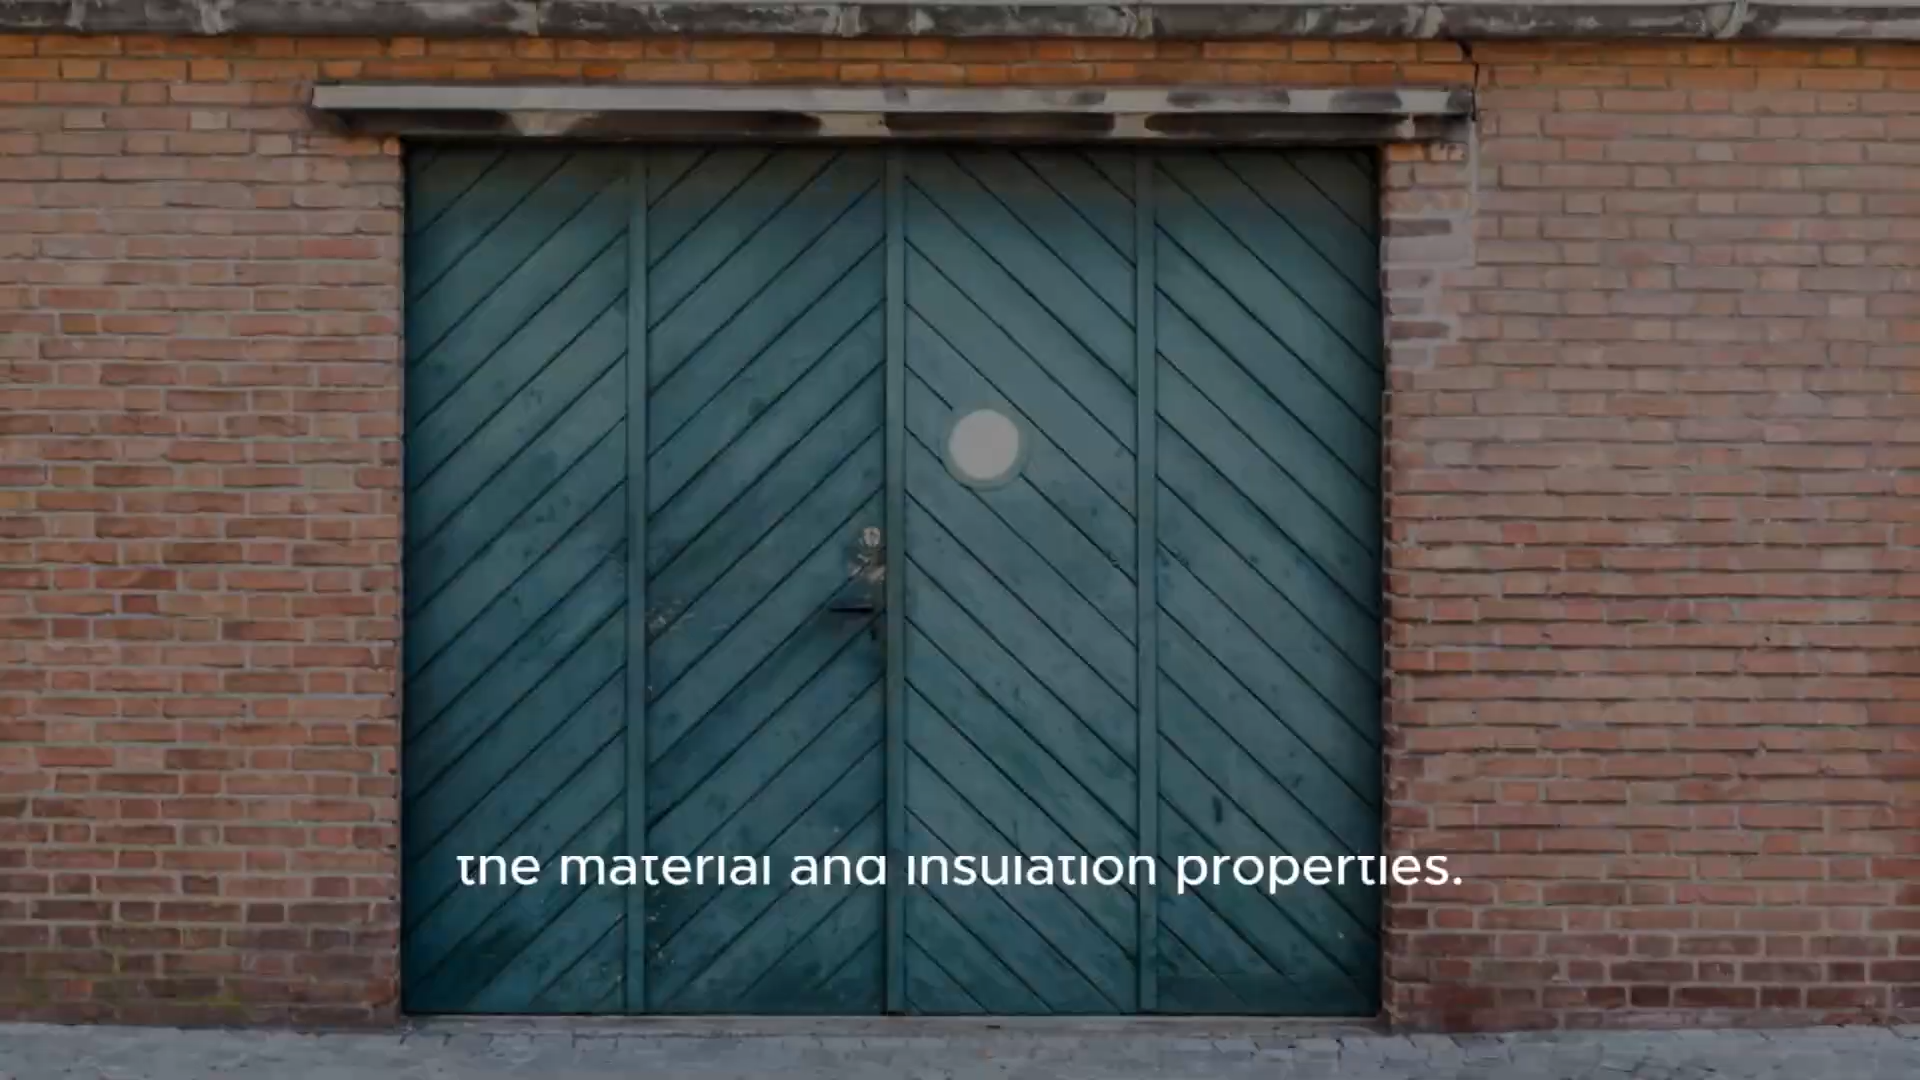 the material and insulation properties.